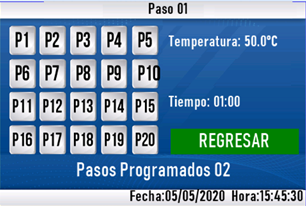 Paso 01
P1 P2 P3 P4 P5
Temperatura: 50.0°C
P6 P7 P8 P9 P10
P11 P12 P13 P14 P15
Tiempo: 01:00
P16 P17 P18 P19 P20
REGRESAR
Pasos Programados 02
Fecha:05/05/2020 Hora:15:45:30